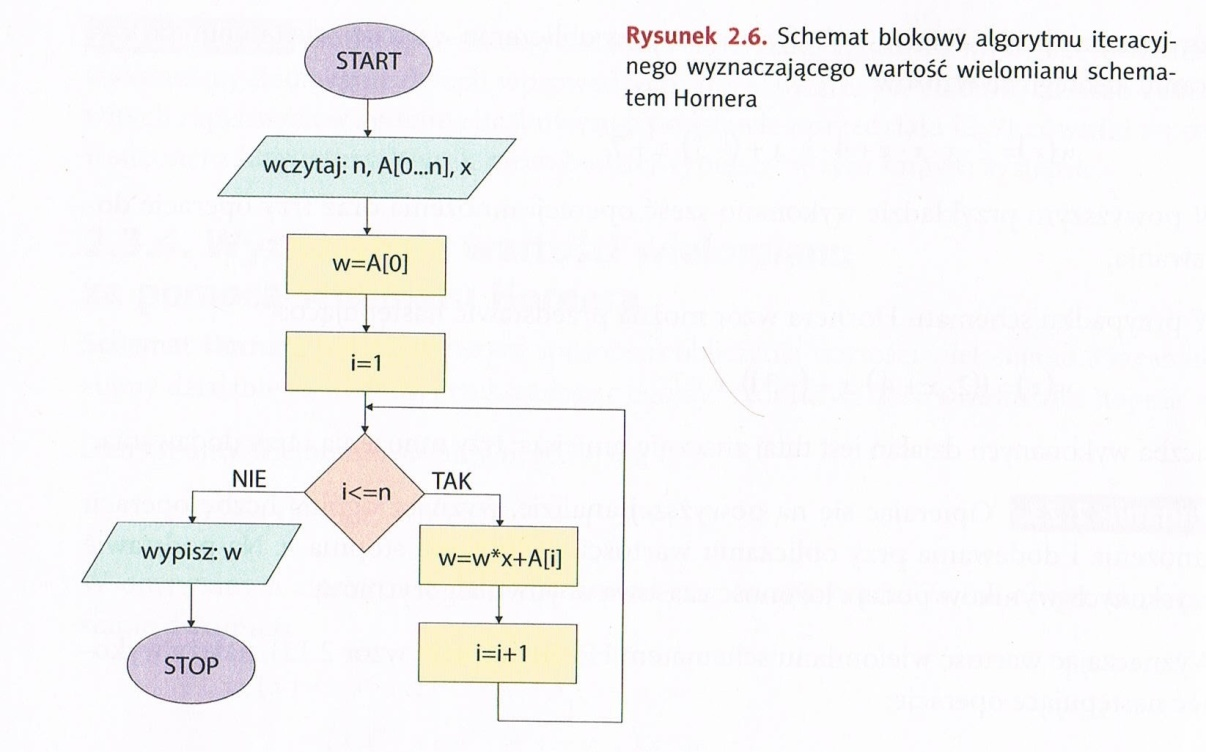 START
Rysunek 2.6. Schemat blokowy algorytmu iteracyj-
nego wyznaczającego wartość wielomianu schema-
tem Hornera
wczytaj: n, A[0...n], x
w=A[0]
i=1
NIE
i<=n
TAK
wypisz: w
w=w*x+A[i]
STOP
i=i+1